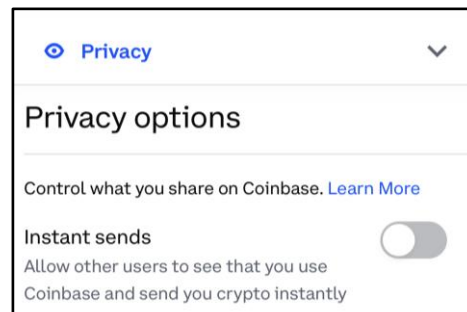 Privacy
Privacy options
Control what you share on Coinbase. Learn More
Instant sends
Allow other users to see that you use
Coinbase and send you crypto instantly